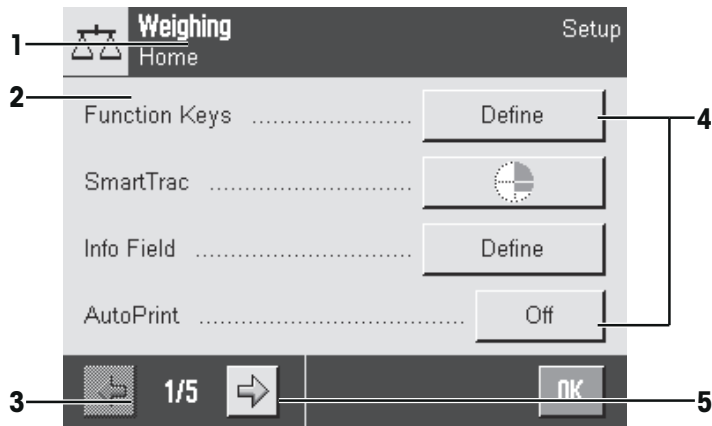 Weighing
Setup
1
Home
2
Function Keys ........................ Define
4
SmartTrac ..............................
Info Field ................................ Define
AutoPrint ....................................... Off
1/5
OK
3
5